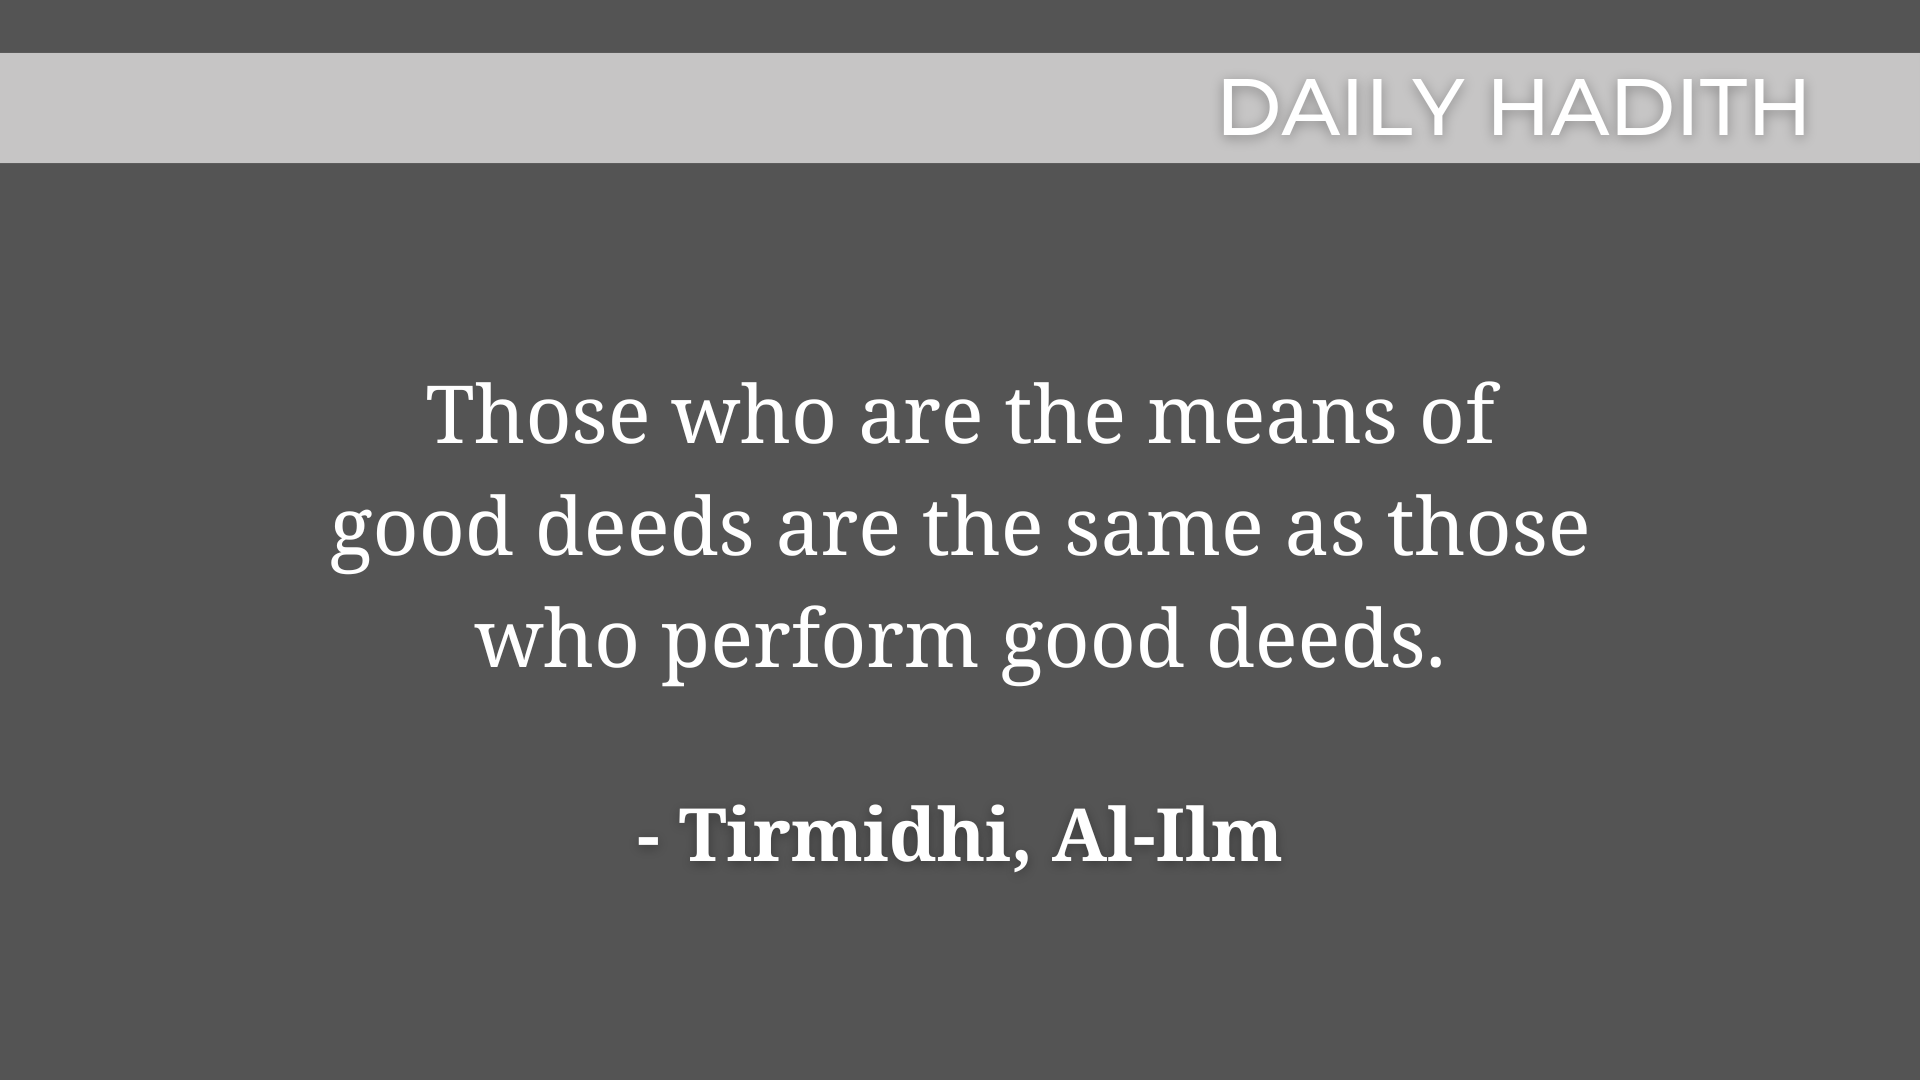 DAILY HADITH
Those who are the means of
good deeds are the same as those
who perform good deeds.
- Tirmidhi, Al-Ilm